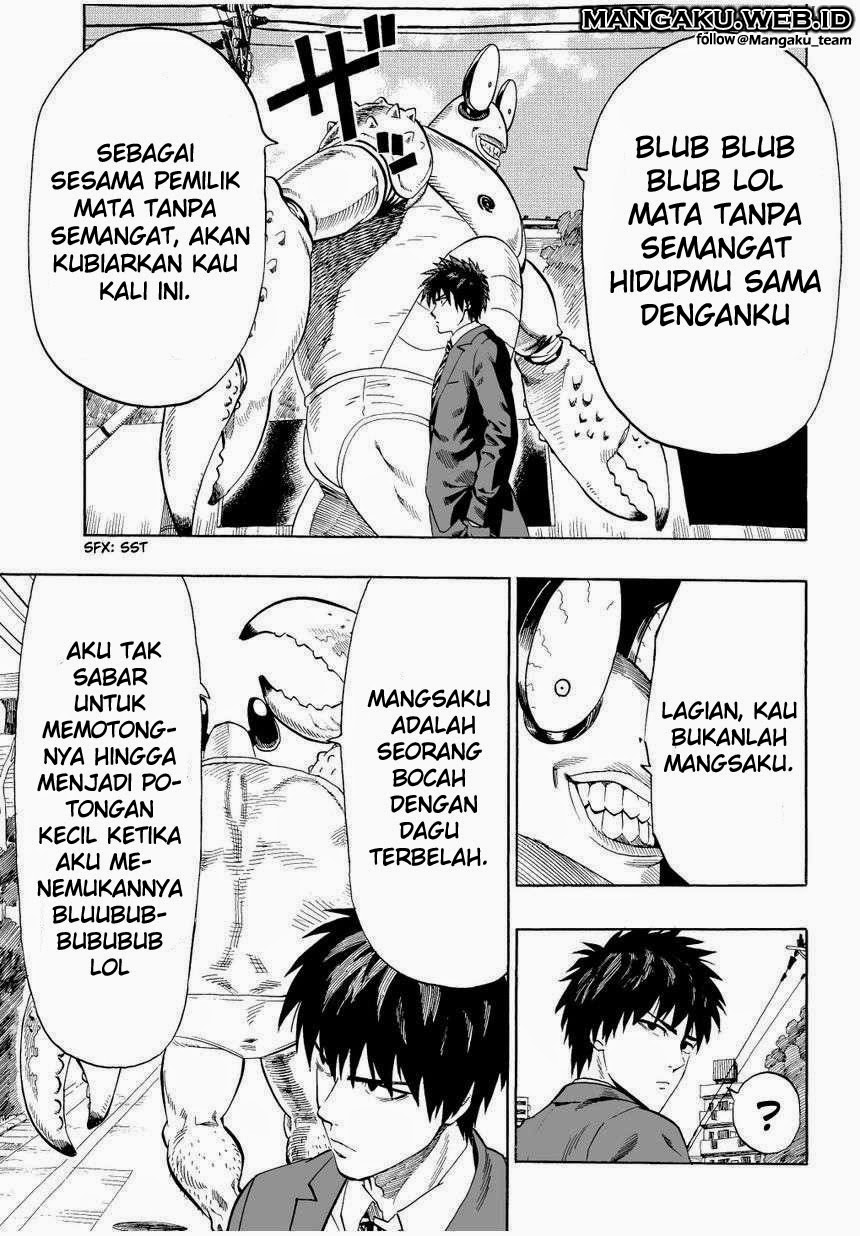 MANGAKU.WEB.ID
follow @Mangaku_team
BLUB BLUB
BLUB LOL
MATA TANPA
SEMANGAT
HIDUPMU SAMA
DENGANKU
ザザッ
SEBAGAI
SESAMA PEMILIK
MATA TANPA
SEMANGAT, AKAN
KUBIARKAN KAU
KALI INI.
SFX: SST
LAGIAN, KAU
BUKANLAH
MANGSAKU.
?
MANGSAKU
ADALAH
SEORANG
BOCAH
DENGAN
DAGU
TERBELAH.
AKU TAK
SABAR
UNTUK
MEMOTONG-
NYA HINGGA
MENJADI PO-
TONGAN
KECIL KETIKA
AKU ME-
NEMUKANNYA
BLUUBUB-
BUBUBUB
LOL